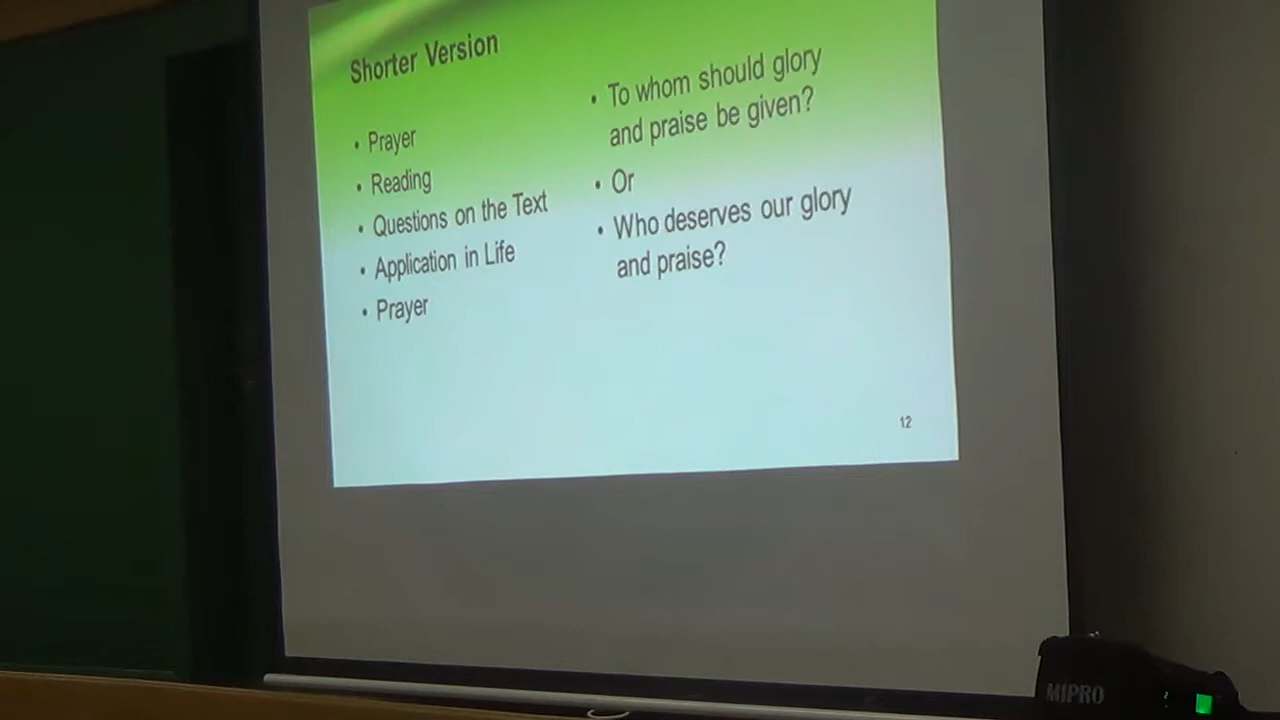 Shorter Version
• Prayer
• Reading
• Questions on the Text
• Application in Life
• Prayer
• To whom should glory
and praise be given?
• Or
• Who deserves our glory
and praise?
12
MIPRO